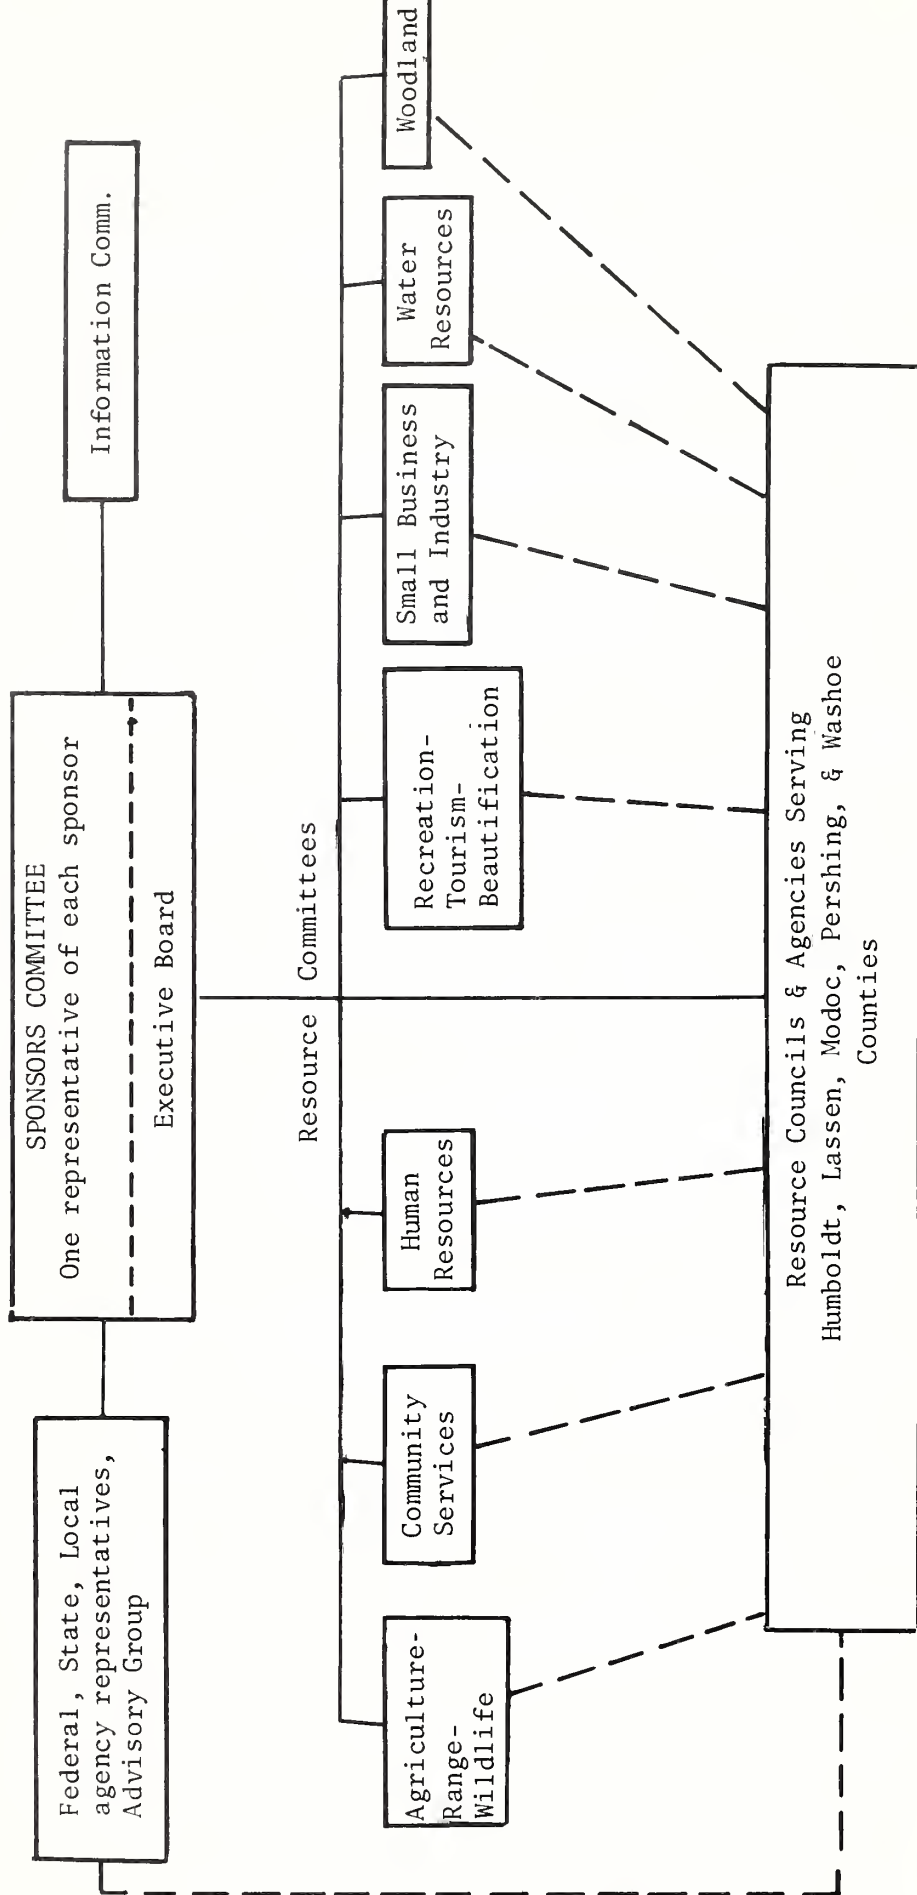 SPONSORS COMMITTEE
One representative of each sponsor
Executive Board
Federal, State, Local
agency representatives,
Advisory Group
Information Comm.
Resource Committees
Agriculture-
Range-
Wildlife
Community
Services
Human
Resources
Recreation-
Tourism-
Beautification
Small Business
and Industry
Water
Resources
Woodland
Resource Councils & Agencies Serving
Humboldt, Lassen, Modoc, Pershing, & Washoe
Counties